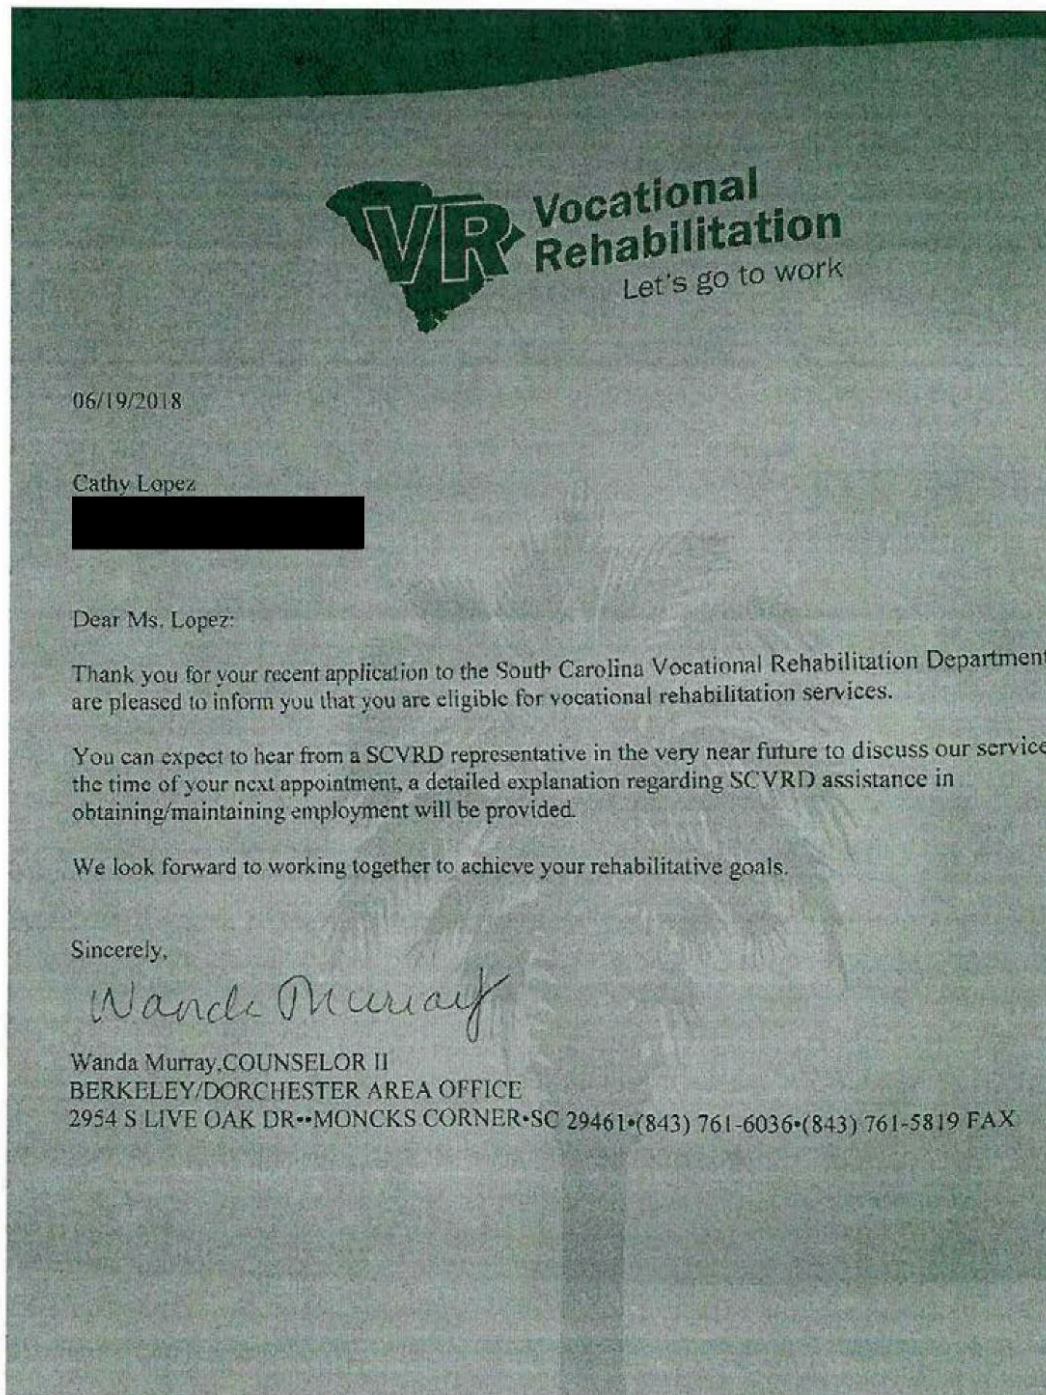 VR Vocational
Rehabilitation
Let's go to work
06/19/2018
Cathy Lopez
Dear Ms. Lopez:
Thank you for your recent application to the South Carolina Vocational Rehabilitation Department
are pleased to inform you that you are eligible for vocational rehabilitation services.
You can expect to hear from a SCVRD representative in the very near future to discuss our service
the time of your next appointment, a detailed explanation regarding SCVRD assistance in
obtaining/maintaining employment will be provided.
We look forward to working together to achieve your rehabilitative goals.
Sincerely,
Wanda Murray
Wanda Murray,COUNSELOR II
BERKELEY/DORCHESTER AREA OFFICE
2954 S LIVE OAK DR••MONCKS CORNER•SC 29461•(843) 761-6036•(843) 761-5819 FAX